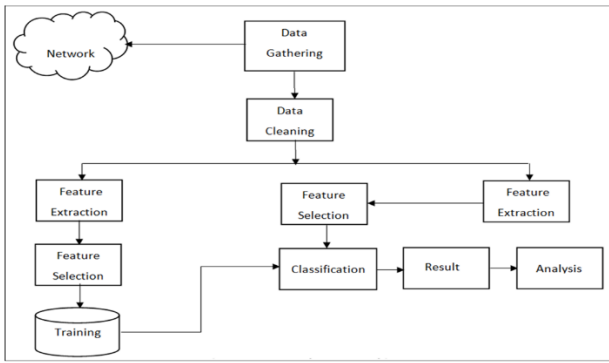 Network
Data
Gathering
Data
Cleaning
Feature
Extraction
Feature
Selection
Feature
Extraction
Feature
Selection
Classification
Result
Analysis
Training